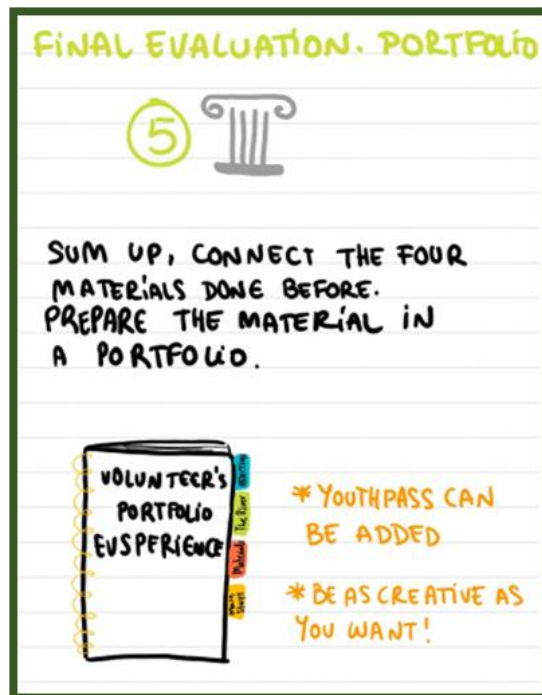 FINAL EVALUATION. PORTFOLIO
5
SUM UP, CONNECT THE FOUR
MATERIALS DONE BEFORE.
PREPARE THE MATERIAL IN
A PORTFOLIO.
VOLUNTEER'S
PORTFOLIO
EUSPERIENCE
The River
* YOUTHPASS CAN
BE ADDED
* BE AS CREATIVE AS
YOU WANT!